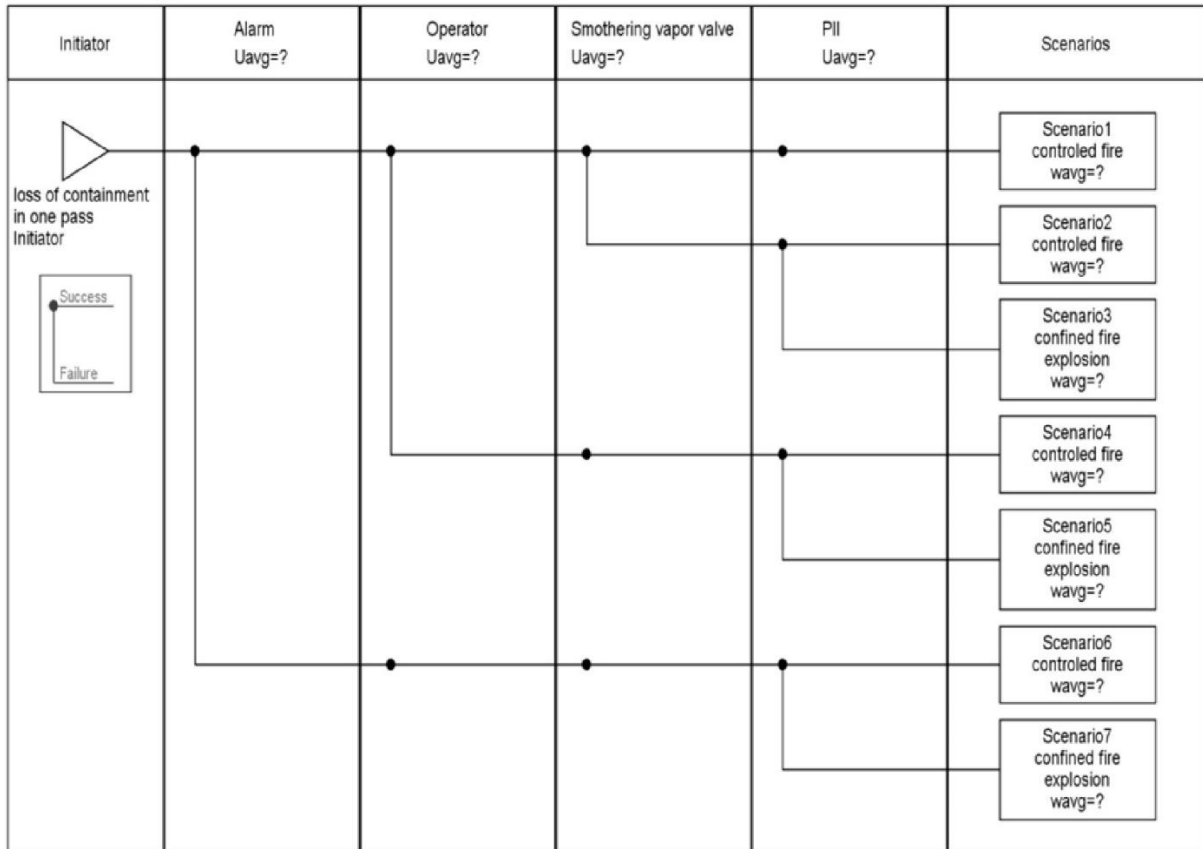 Initiator
Alarm
Uavg=?
Operator
Uavg=?
Smothering vapor valve
Uavg=?
PII
Uavg=?
Scenarios
loss of containment
in one pass
Initiator
Success
Failure
Scenario1
controled fire
wavg=?
Scenario2
controled fire
wavg=?
Scenario3
confined fire
explosion
wavg=?
Scenario4
controled fire
wavg=?
Scenario5
confined fire
explosion
wavg=?
Scenario6
controled fire
wavg=?
Scenario7
confined fire
explosion
wavg=?